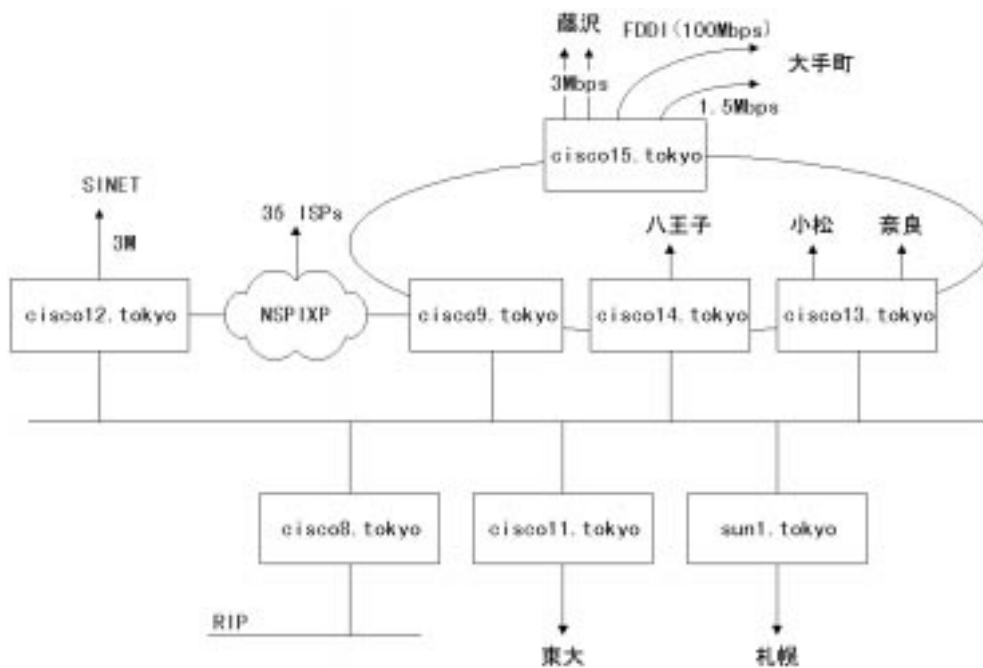 藤沢
FDDI(100Mbps)
大手町
3Mbps
1.5Mbps
cisco15.tokyo
SINET
36 ISPs
3M
八王子
小松
奈良
cisco12.tokyo
NSPIXP
cisco9.tokyo
cisco14.tokyo
cisco13.tokyo
cisco8.tokyo
cisco11.tokyo
sun1.tokyo
RIP
東大
札幌